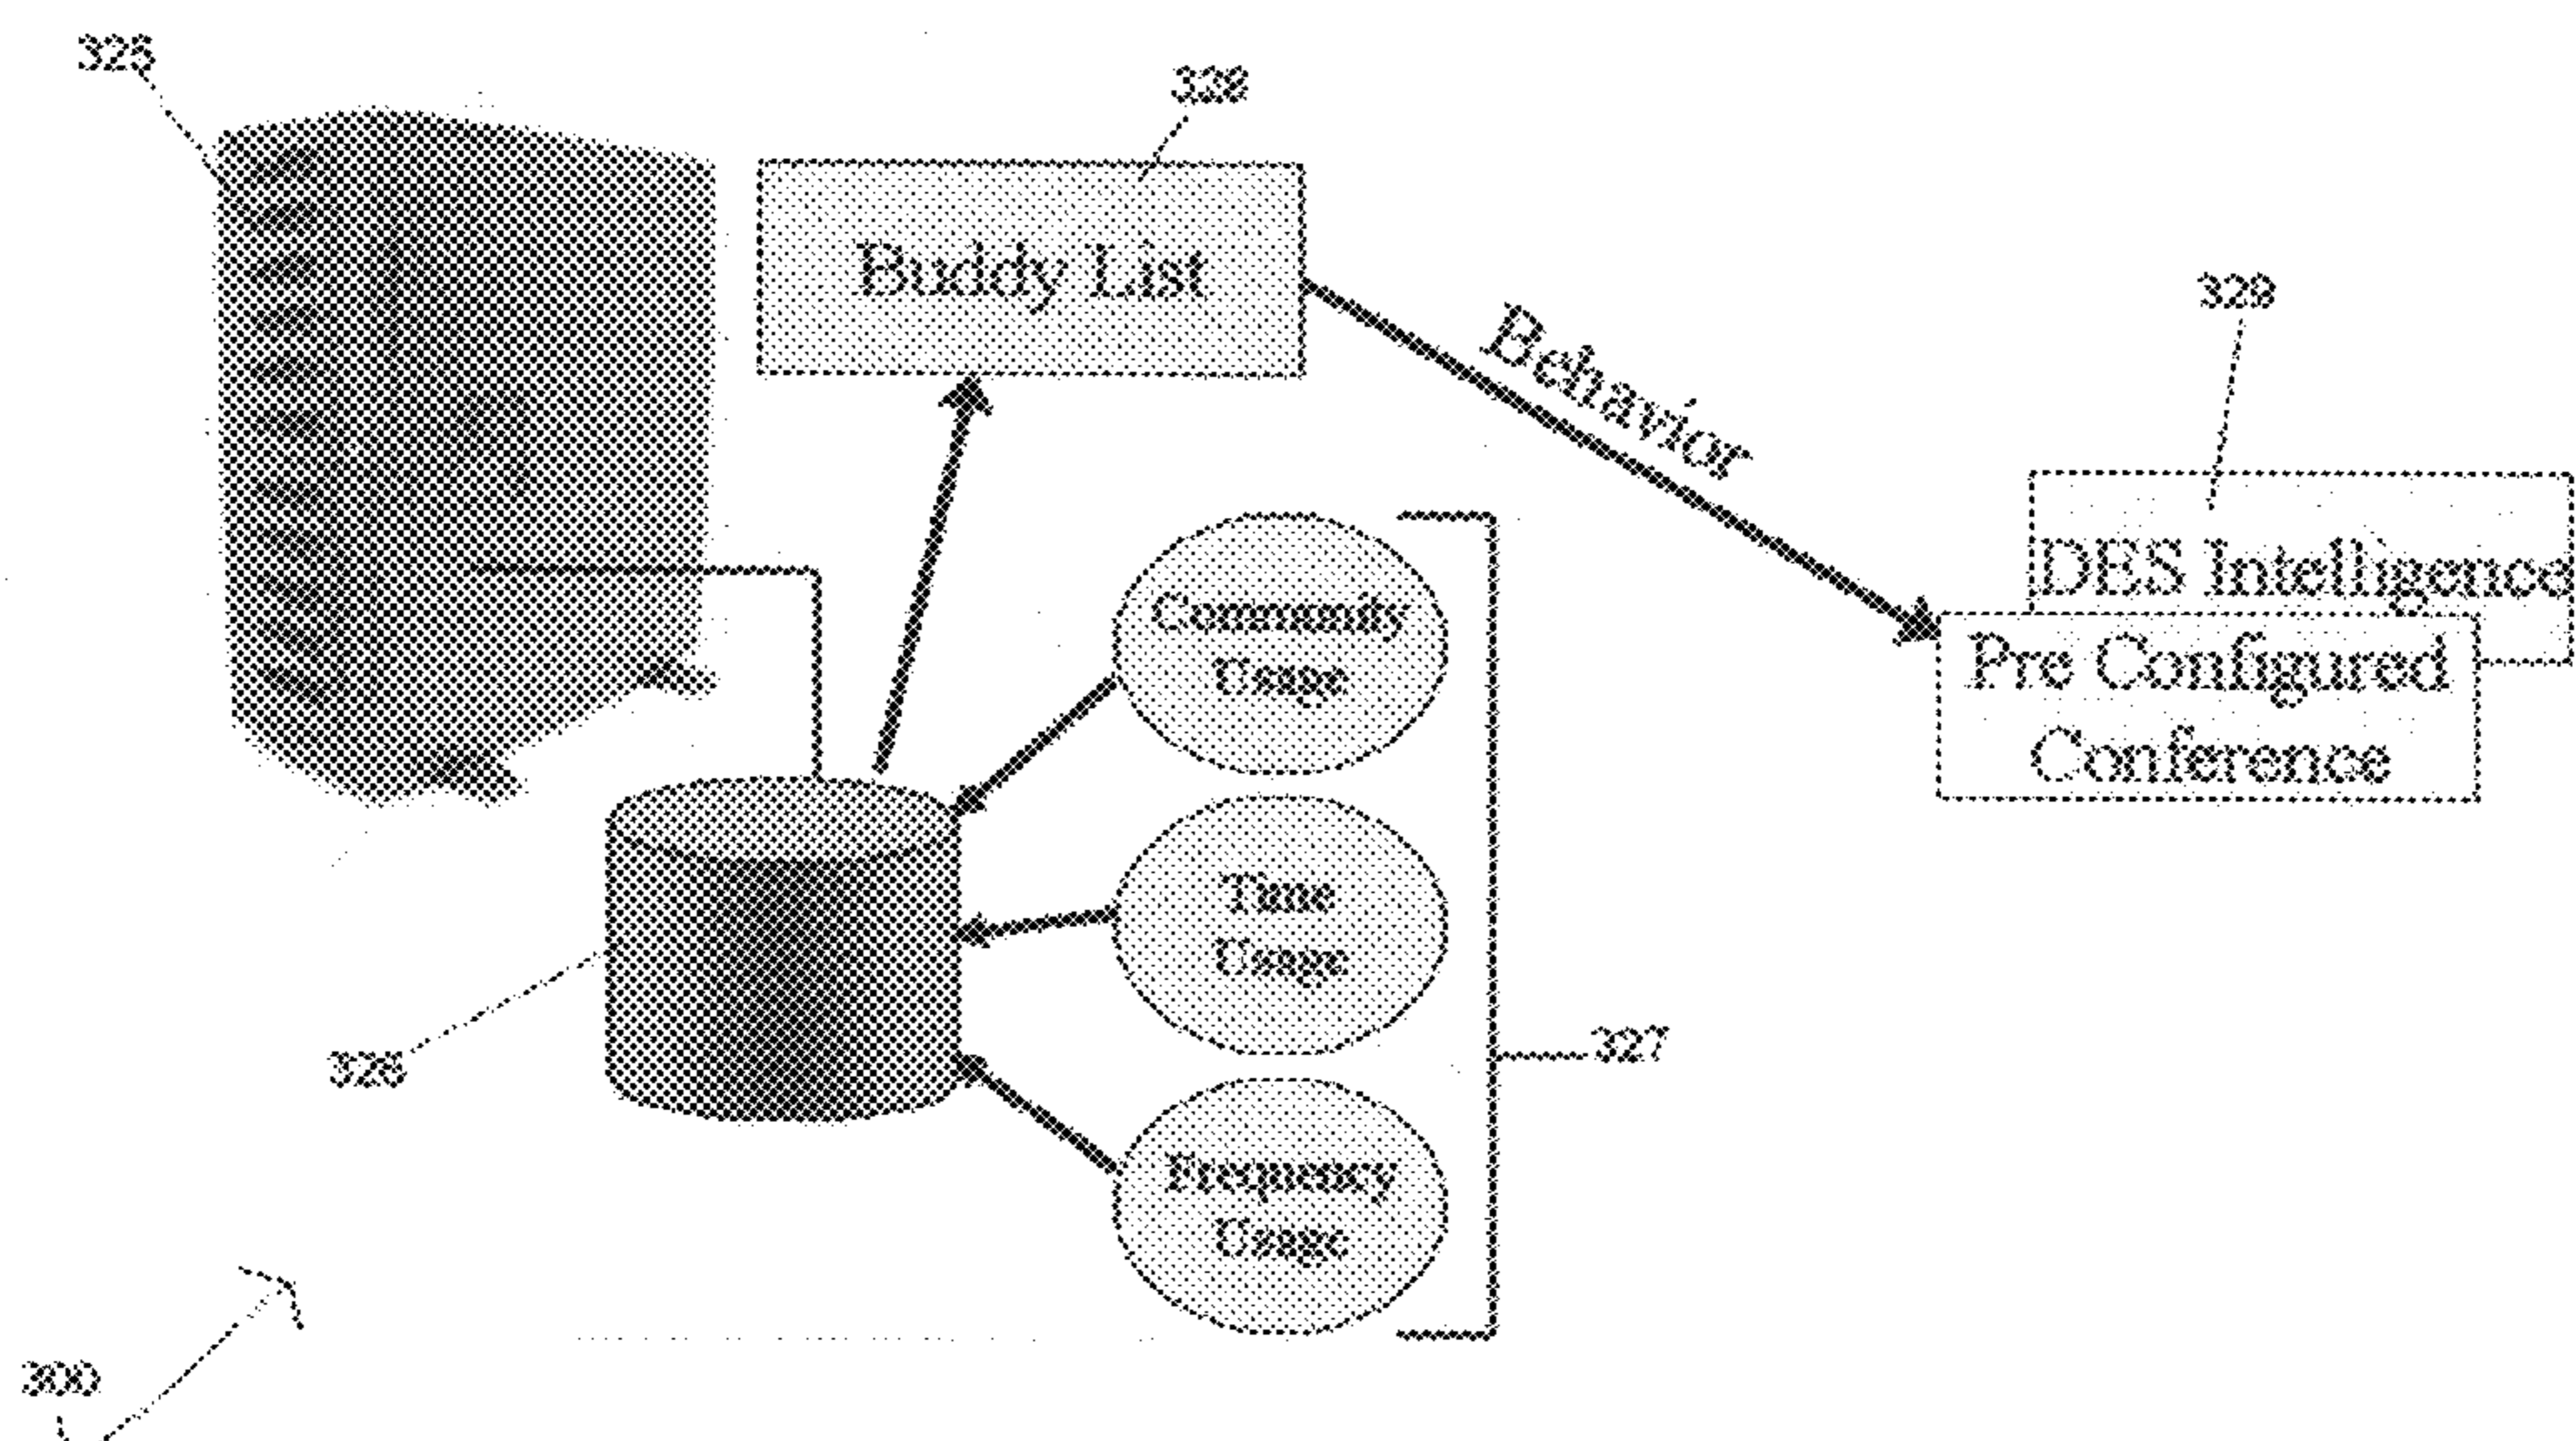 325
328
Buddy List
Behavior
329
DES Intelligence
Pre Configured
Conference
Community
Usage
Time
Usage
327
326
Frequency
Usage
300